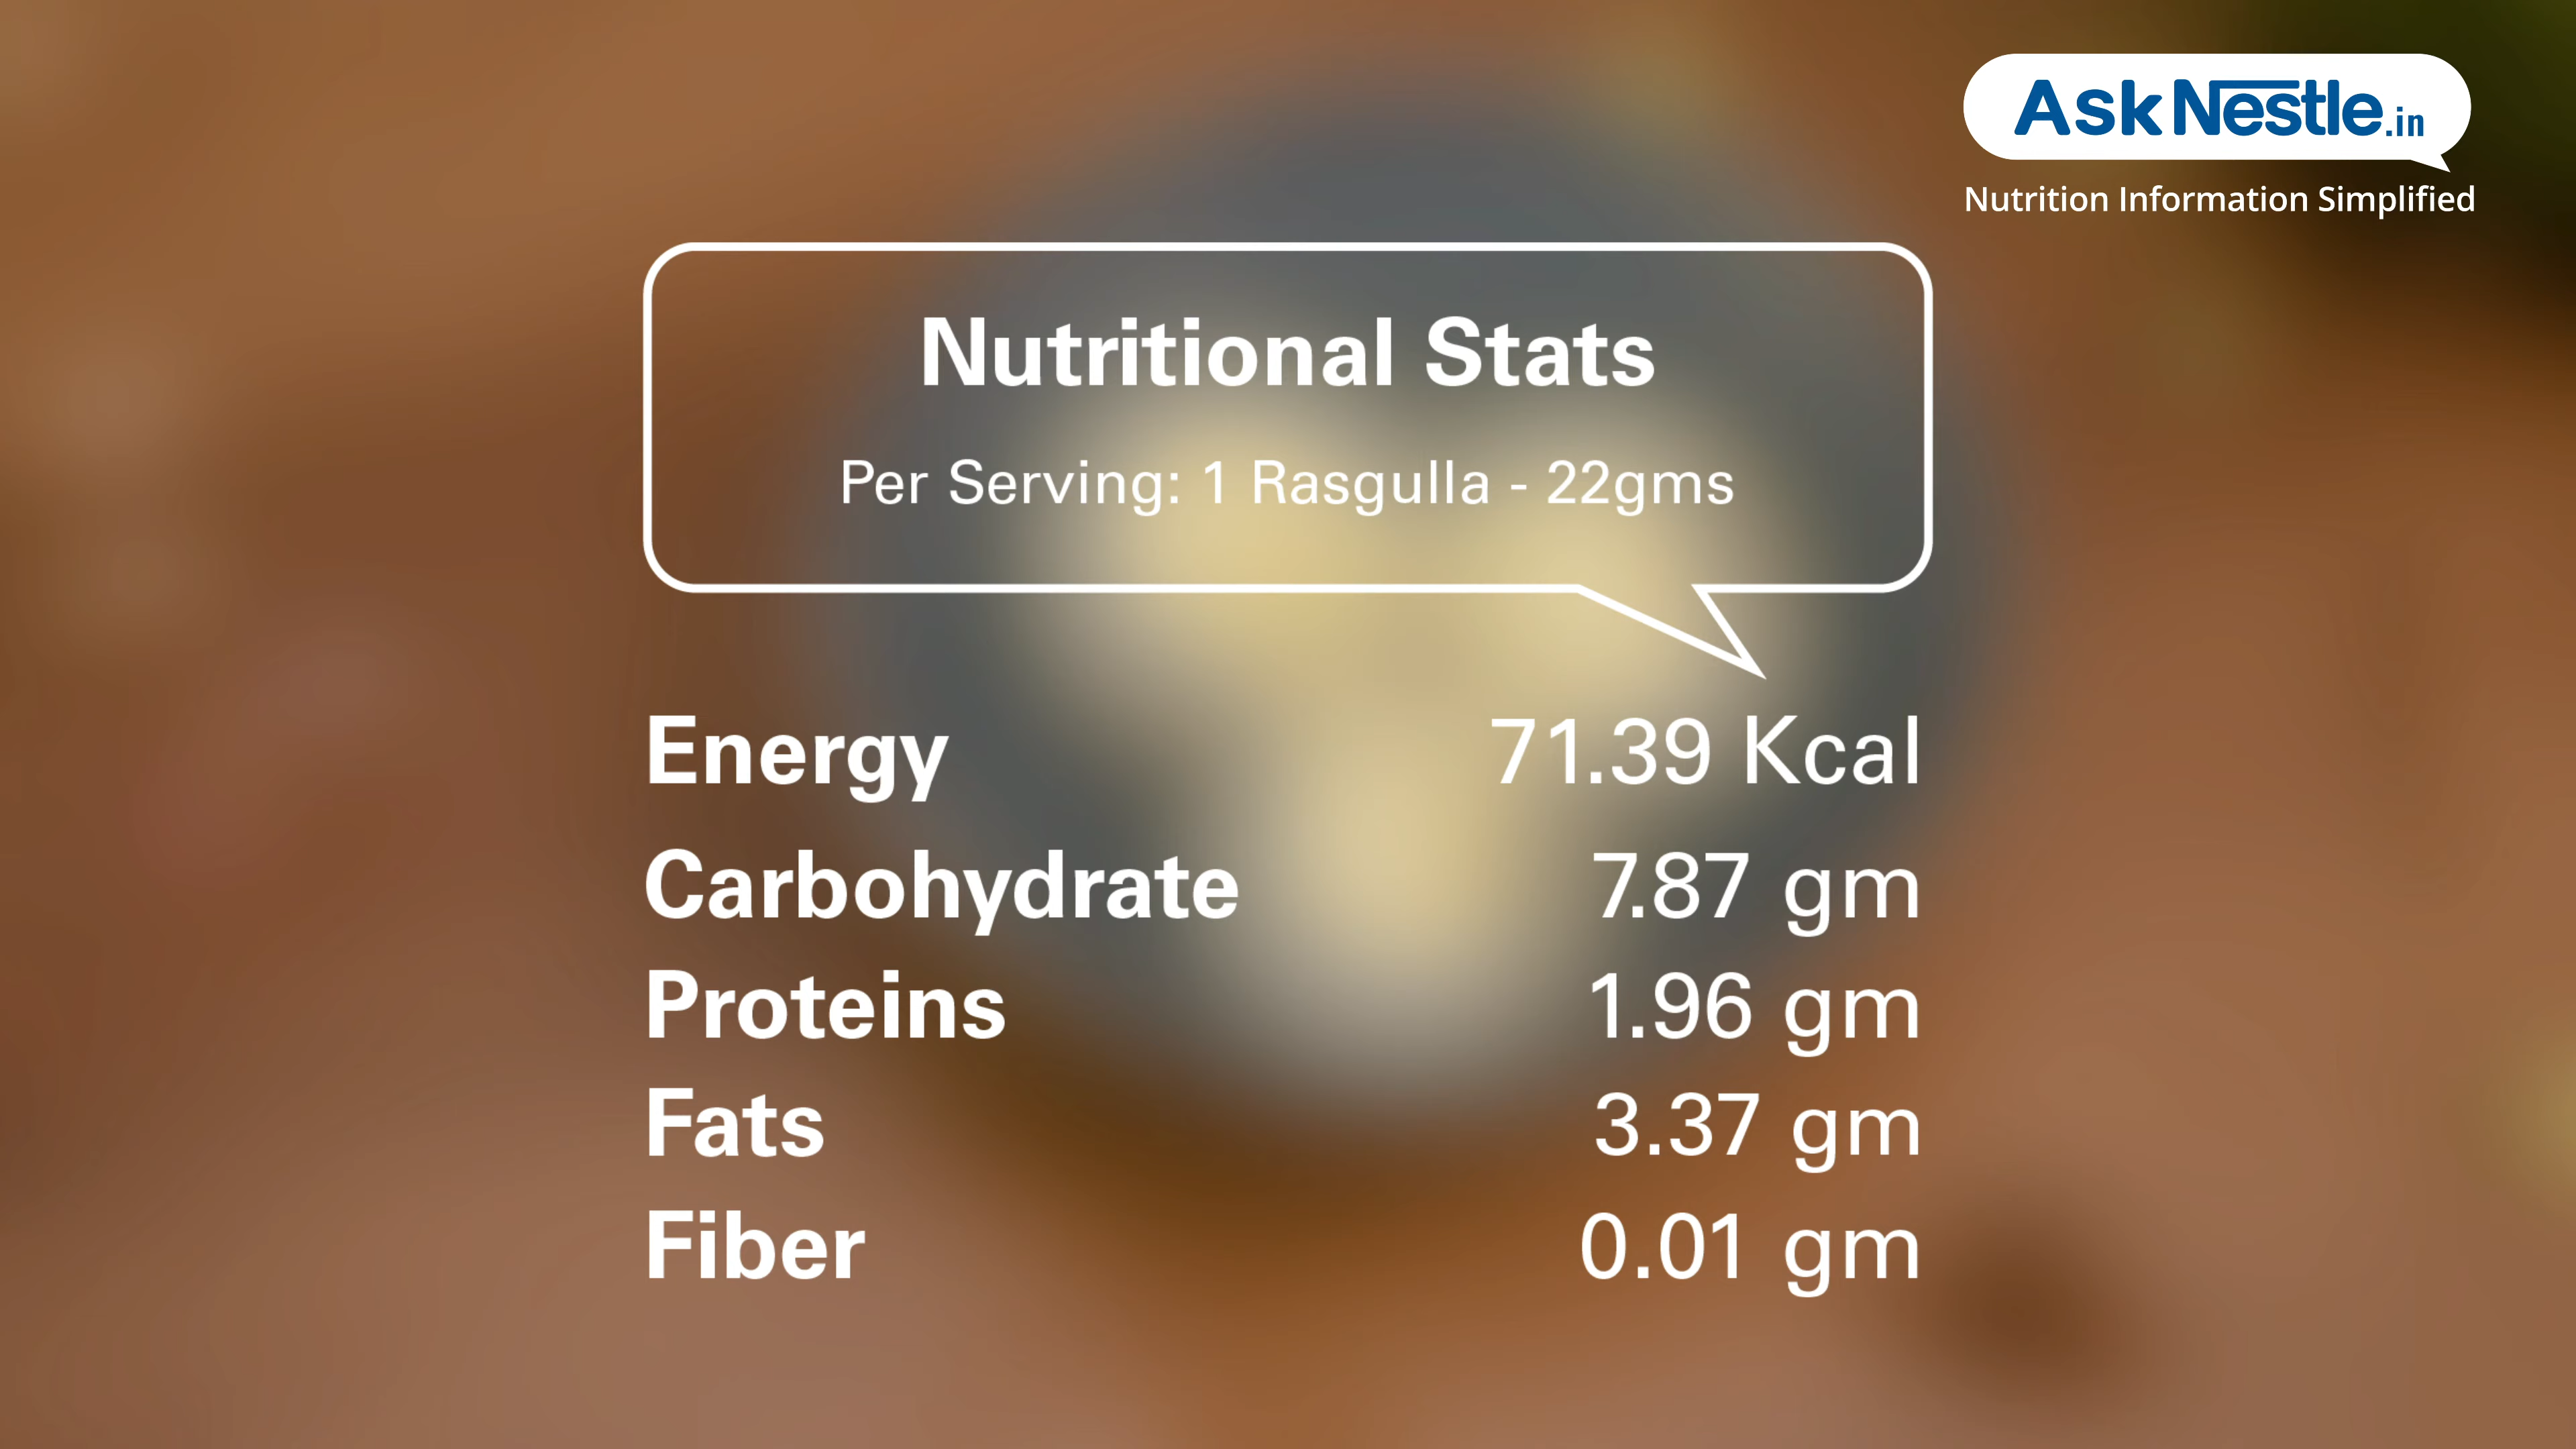 AskNestle.in
Nutrition Information Simplified
Nutritional Stats
Per Serving: 1 Rasgulla - 22gms
Energy 71.39 Kcal
Carbohydrate 7.87 gm
Proteins 1.96 gm
Fats 3.37 gm
Fiber 0.01 gm